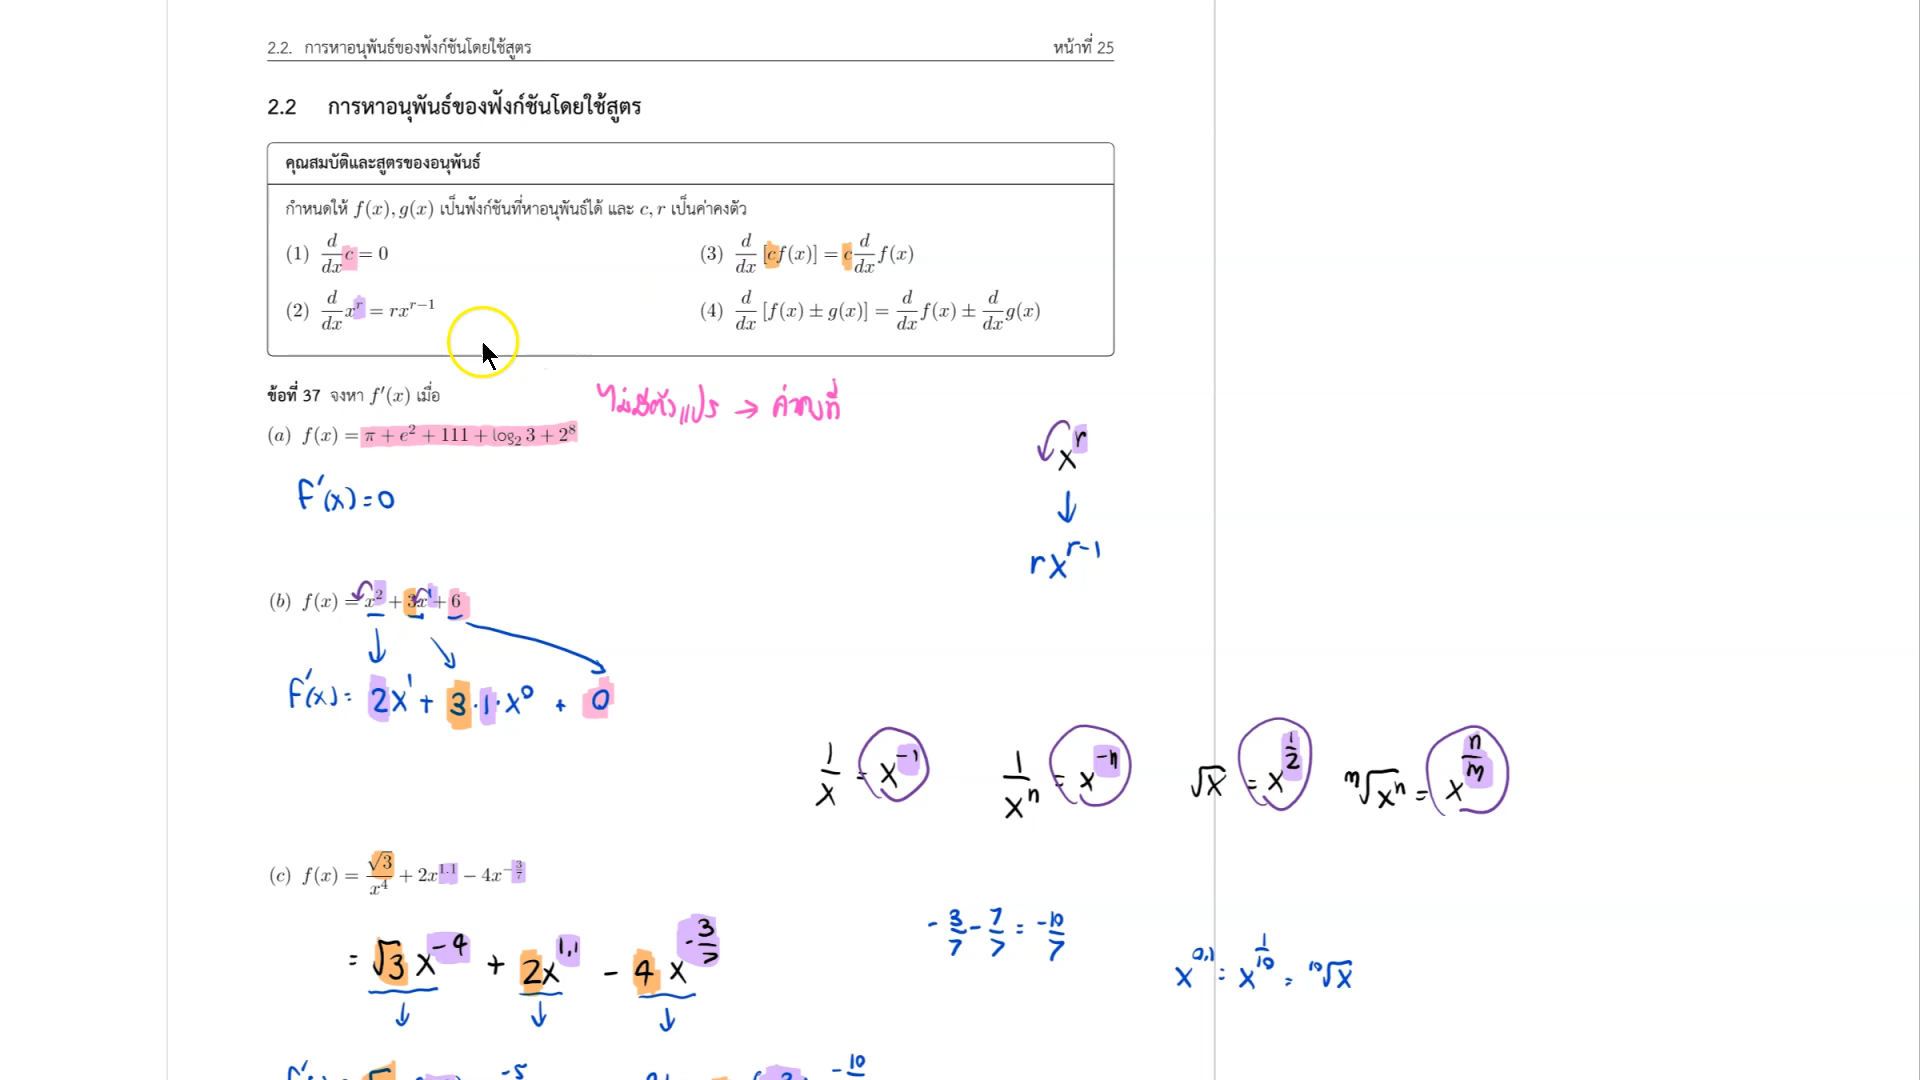 2.2. การหาอนุพันธ์ของฟังก์ชันโดยใช้สูตร หน้าที่ 25
2.2 การหาอนุพันธ์ของฟังก์ชันโดยใช้สูตร
คุณสมบัติและสูตรของอนุพันธ์
กำหนดให้ f(x), g(x) เป็นฟังก์ชันที่หาอนุพันธ์ได้ และ c, r เป็นค่าคงตัว
(1) d/dx c = 0 (3) d/dx [cf(x)] = c d/dx f(x)
(2) d/dx x^r = rx^{r−1} (4) d/dx [f(x) ± g(x)] = d/dx f(x) ± d/dx g(x)
ข้อที่ 37 จงหา f′(x) เมื่อ
ไม่มีตัวแปร → ค่าคงที่
(a) f(x) = π + e^2 + 111 + log_2 3 + 2^8
x^r
↓
rx^{r-1}
f'(x) = 0
(b) f(x) = x^2 + 3x^1 + 6
f'(x) = 2x^1 + 3·1·x^0 + 0
1/x = x^{-1} 1/x^n = x^{-n} √x = x^{1/2} ᵐ√x^n = x^{n/m}
(c) f(x) = √3/x^4 + 2x^{1.1} − 4x^{−3/7}
= √3 x^{-4} + 2x^{1.1} - 4x^{-3/7}
-3/7 - 7/7 = -10/7
x^{0.1} = x^{1/10} = ¹⁰√x